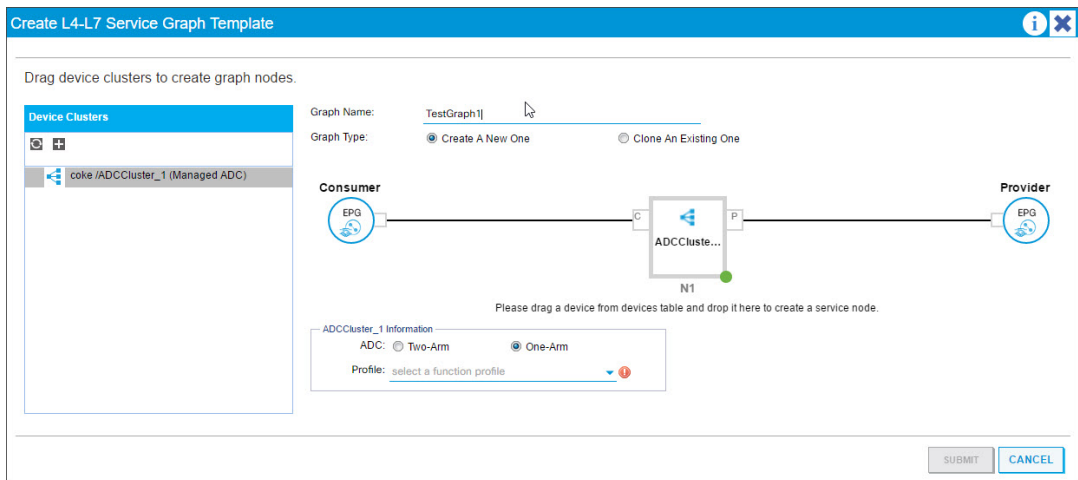 Create L4-L7 Service Graph Template
i
Drag device clusters to create graph nodes.
Device Clusters
coke /ADCCluster_1 (Managed ADC)
Graph Name: TestGraph1
Graph Type: Create A New One Clone An Existing One
Consumer
EPG
C
ADCCluste...
P
N1
Provider
EPG
Please drag a device from devices table and drop it here to create a service node.
ADCCluster_1 Information
ADC: Two-Arm One-Arm
Profile: select a function profile
!
SUBMIT CANCEL